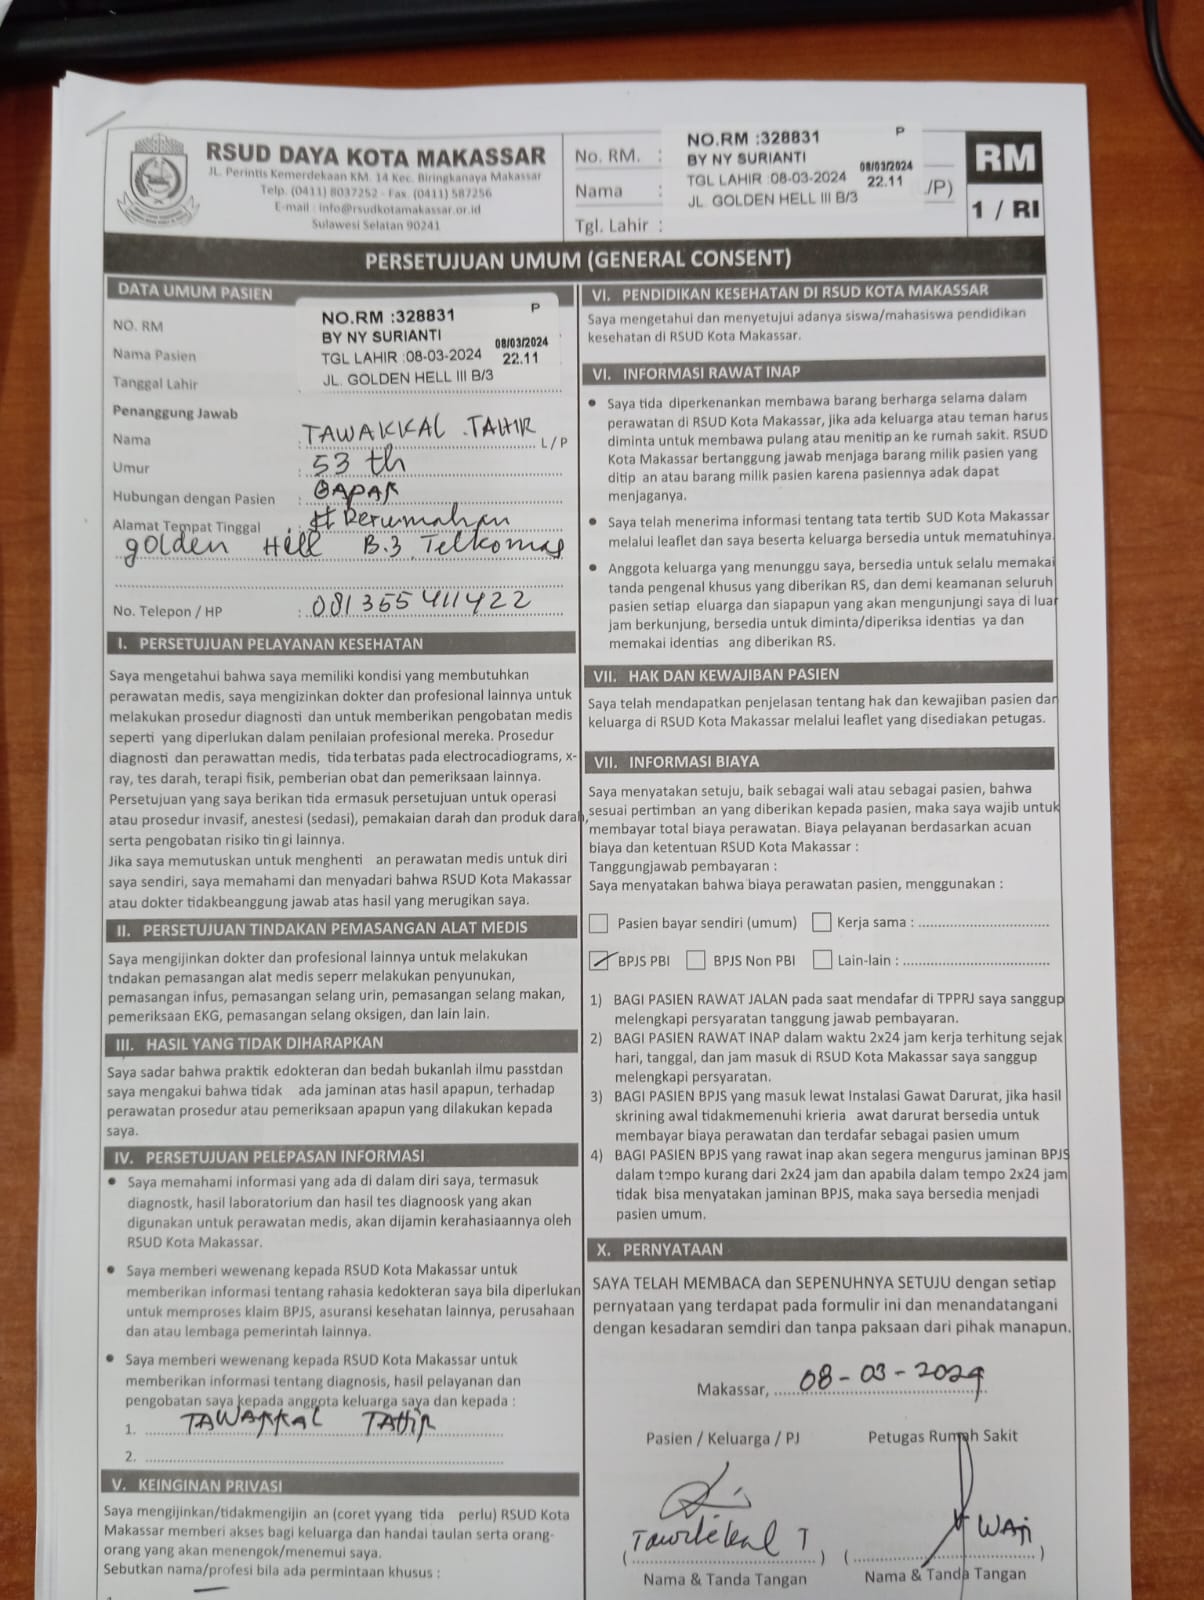 RSUD DAYA KOTA MAKASSAR
JL. Perintis Kemerdekaan KM. 14 Kec. Biringkanaya Makassar
Telp. (0411) 8037252 - Fax. (0411) 587256
E-mail : info@rsudkotamakassar.or.id
Sulawesi Selatan 90241
No. RM. :
Nama :
Tgl. Lahir :
NO.RM :328831 P
BY NY SURIANTI 08/03/2024
TGL LAHIR :08-03-2024 22.11
JL. GOLDEN HELL III B/3
/P)
RM
1 / RI
PERSETUJUAN UMUM (GENERAL CONSENT)
DATA UMUM PASIEN
NO. RM
Nama Pasien
Tanggal Lahir
NO.RM :328831 P
BY NY SURIANTI 08/03/2024
TGL LAHIR :08-03-2024 22.11
JL. GOLDEN HELL III B/3
Penanggung Jawab
Nama : TAWAKKAL TAHIR L/P
Umur : 53 th
Hubungan dengan Pasien : BAPAK
Alamat Tempat Tinggal : Perumahan
golden Hell B.3 Telkomas
No. Telepon / HP : 081355411422
I. PERSETUJUAN PELAYANAN KESEHATAN
Saya mengetahui bahwa saya memiliki kondisi yang membutuhkan
perawatan medis, saya mengizinkan dokter dan profesional lainnya untuk
melakukan prosedur diagnosti dan untuk memberikan pengobatan medis
seperti yang diperlukan dalam penilaian profesional mereka. Prosedur
diagnosti dan perawattan medis, tida terbatas pada electrocadiograms, x-
ray, tes darah, terapi fisik, pemberian obat dan pemeriksaan lainnya.
Persetujuan yang saya berikan tida ermasuk persetujuan untuk operasi
atau prosedur invasif, anestesi (sedasi), pemakaian darah dan produk darah,
serta pengobatan risiko tin gi lainnya.
Jika saya memutuskan untuk menghenti an perawatan medis untuk diri
saya sendiri, saya memahami dan menyadari bahwa RSUD Kota Makassar
atau dokter tidakbeanggung jawab atas hasil yang merugikan saya.
II. PERSETUJUAN TINDAKAN PEMASANGAN ALAT MEDIS
Saya mengijinkan dokter dan profesional lainnya untuk melakukan
tndakan pemasangan alat medis seperr melakukan penyunukan,
pemasangan infus, pemasangan selang urin, pemasangan selang makan,
pemeriksaan EKG, pemasangan selang oksigen, dan lain lain.
III. HASIL YANG TIDAK DIHARAPKAN
Saya sadar bahwa praktik edokteran dan bedah bukanlah ilmu passtdan
saya mengakui bahwa tidak ada jaminan atas hasil apapun, terhadap
perawatan prosedur atau pemeriksaan apapun yang dilakukan kepada
saya.
IV. PERSETUJUAN PELEPASAN INFORMASI
• Saya memahami informasi yang ada di dalam diri saya, termasuk
diagnostk, hasil laboratorium dan hasil tes diagnoosk yang akan
digunakan untuk perawatan medis, akan dijamin kerahasiaannya oleh
RSUD Kota Makassar.
• Saya memberi wewenang kepada RSUD Kota Makassar untuk
memberikan informasi tentang rahasia kedokteran saya bila diperlukan
untuk memproses klaim BPJS, asuransi kesehatan lainnya, perusahaan
dan atau lembaga pemerintah lainnya.
• Saya memberi wewenang kepada RSUD Kota Makassar untuk
memberikan informasi tentang diagnosis, hasil pelayanan dan
pengobatan saya kepada anggota keluarga saya dan kepada :
1. TAWAKKAL TAHIR
2.
V. KEINGINAN PRIVASI
Saya mengijinkan/tidakmengijin an (coret yyang tida perlu) RSUD Kota
Makassar memberi akses bagi keluarga dan handai taulan serta orang-
orang yang akan menengok/menemui saya.
Sebutkan nama/profesi bila ada permintaan khusus :
VI. PENDIDIKAN KESEHATAN DI RSUD KOTA MAKASSAR
Saya mengetahui dan menyetujui adanya siswa/mahasiswa pendidikan
kesehatan di RSUD Kota Makassar.
VI. INFORMASI RAWAT INAP
• Saya tida diperkenankan membawa barang berharga selama dalam
perawatan di RSUD Kota Makassar, jika ada keluarga atau teman harus
diminta untuk membawa pulang atau menitip an ke rumah sakit. RSUD
Kota Makassar bertanggung jawab menjaga barang milik pasien yang
ditip an atau barang milik pasien karena pasiennya adak dapat
menjaganya.
• Saya telah menerima informasi tentang tata tertib SUD Kota Makassar
melalui leaflet dan saya beserta keluarga bersedia untuk mematuhinya.
• Anggota keluarga yang menunggu saya, bersedia untuk selalu memakai
tanda pengenal khusus yang diberikan RS, dan demi keamanan seluruh
pasien setiap eluarga dan siapapun yang akan mengunjungi saya di luar
jam berkunjung, bersedia untuk diminta/diperiksa identias ya dan
memakai identias ang diberikan RS.
VII. HAK DAN KEWAJIBAN PASIEN
Saya telah mendapatkan penjelasan tentang hak dan kewajiban pasien dan
keluarga di RSUD Kota Makassar melalui leaflet yang disediakan petugas.
VII. INFORMASI BIAYA
Saya menyatakan setuju, baik sebagai wali atau sebagai pasien, bahwa
sesuai pertimban an yang diberikan kepada pasien, maka saya wajib untuk
membayar total biaya perawatan. Biaya pelayanan berdasarkan acuan
biaya dan ketentuan RSUD Kota Makassar :
Tanggungjawab pembayaran :
Saya menyatakan bahwa biaya perawatan pasien, menggunakan :
Pasien bayar sendiri (umum) Kerja sama :
BPJS PBI BPJS Non PBI Lain-lain :
1) BAGI PASIEN RAWAT JALAN pada saat mendafar di TPPRJ saya sanggup
melengkapi persyaratan tanggung jawab pembayaran.
2) BAGI PASIEN RAWAT INAP dalam waktu 2x24 jam kerja terhitung sejak
hari, tanggal, dan jam masuk di RSUD Kota Makassar saya sanggup
melengkapi persyaratan.
3) BAGI PASIEN BPJS yang masuk lewat Instalasi Gawat Darurat, jika hasil
skrining awal tidakmemenuhi krieria awat darurat bersedia untuk
membayar biaya perawatan dan terdafar sebagai pasien umum
4) BAGI PASIEN BPJS yang rawat inap akan segera mengurus jaminan BPJS
dalam tempo kurang dari 2x24 jam dan apabila dalam tempo 2x24 jam
tidak bisa menyatakan jaminan BPJS, maka saya bersedia menjadi
pasien umum.
X. PERNYATAAN
SAYA TELAH MEMBACA dan SEPENUHNYA SETUJU dengan setiap
pernyataan yang terdapat pada formulir ini dan menandatangani
dengan kesadaran semdiri dan tanpa paksaan dari pihak manapun.
Makassar, 08-03-2024
Pasien / Keluarga / PJ Petugas Rumah Sakit
(Tawakkal T) (WAJI)
Nama & Tanda Tangan Nama & Tanda Tangan